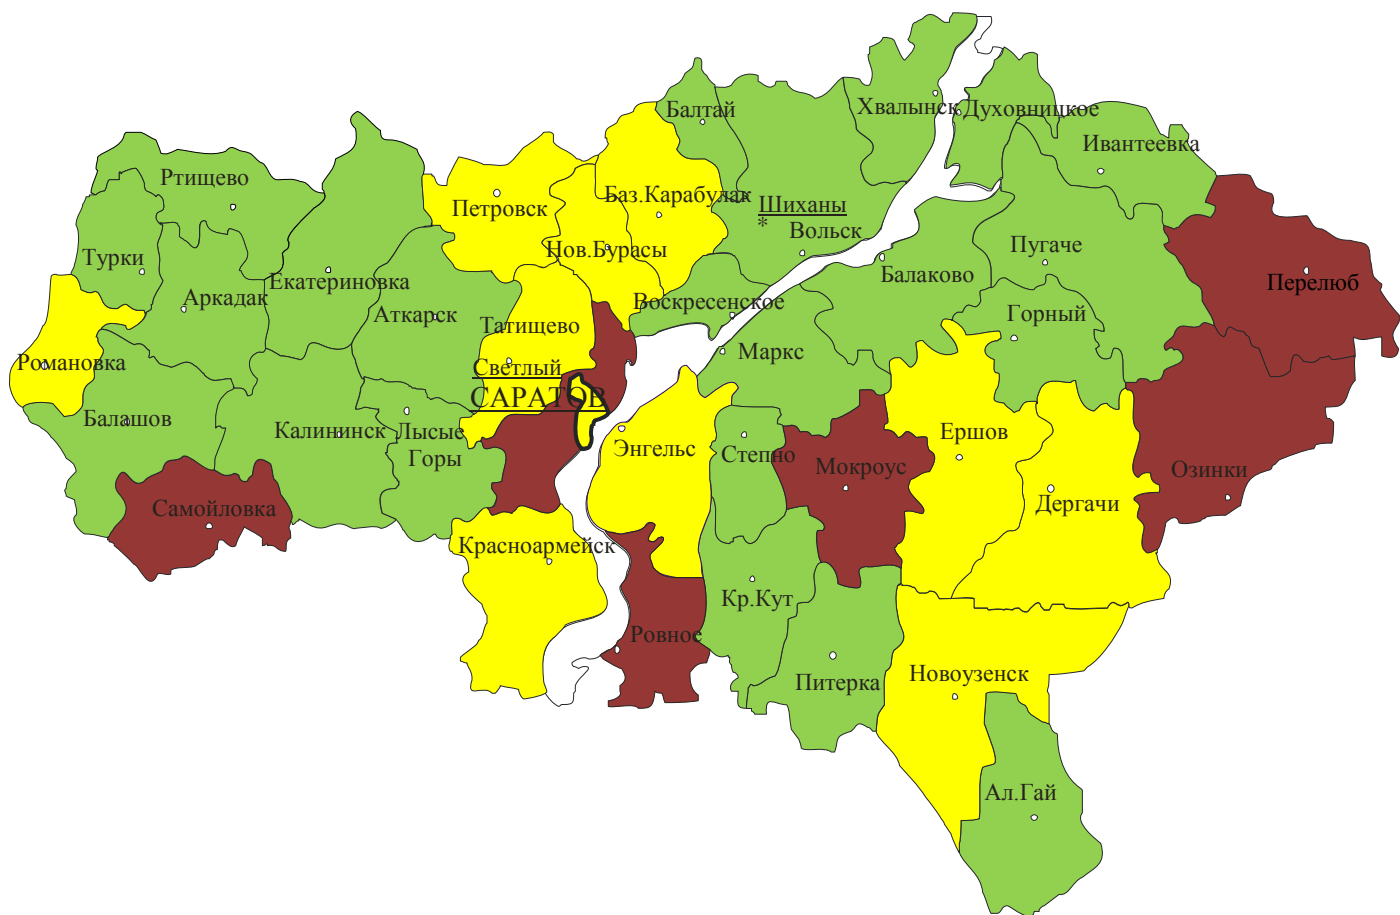 Балтай
Хвалынск
Духовницкое
Ивантеевка
Ртищево
Петровск
Баз.Карабулак
Шиханы
*
Вольск
Турки
Нов.Бурасы
Пугаче
Екатериновка
Балаково
Перелюб
Аркадак
Аткарск
Воскресенское
Горный
Татищево
Маркс
Романовка
Светлый
САРАТОВ
Балашов
Калининск
Лысые
Горы
Энгельс
Степно
Мокроус
Ершов
Озинки
Самойловка
Дергачи
Красноармейск
Кр.Кут
Ровное
Питерка
Новоузенск
Ал.Гай